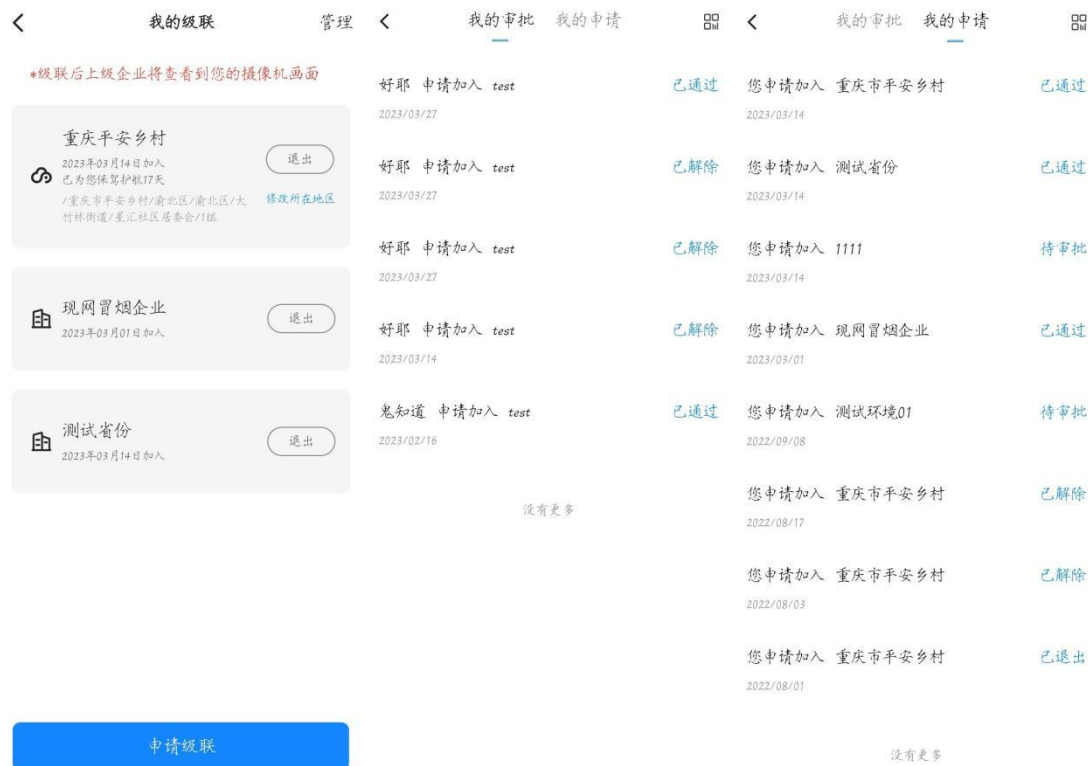 我的级联 管理
*级联后上级企业将查看到您的摄像机画面
重庆平安乡村
2023年03月14日加入
已为您保驾护航17天
/重庆市平安乡村/渝北区/渝北区/大
竹林街道/星汇社区居委会/1组
退出
修改所在地区
现网冒烟企业
2023年03月01日加入
退出
测试省份
2023年03月14日加入
退出
申请级联
我的审批 我的申请
好耶 申请加入 test 已通过
2023/03/27
好耶 申请加入 test 已解除
2023/03/27
好耶 申请加入 test 已解除
2023/03/27
好耶 申请加入 test 已解除
2023/03/14
鬼知道 申请加入 test 已通过
2023/02/16
没有更多
我的审批 我的申请
您申请加入 重庆市平安乡村 已通过
2023/03/14
您申请加入 测试省份 已通过
2023/03/14
您申请加入 1111 待审批
2023/03/14
您申请加入 现网冒烟企业 已通过
2023/03/01
您申请加入 测试环境01 待审批
2022/09/08
您申请加入 重庆市平安乡村 已解除
2022/08/17
您申请加入 重庆市平安乡村 已解除
2022/08/03
您申请加入 重庆市平安乡村 已退出
2022/08/01
没有更多